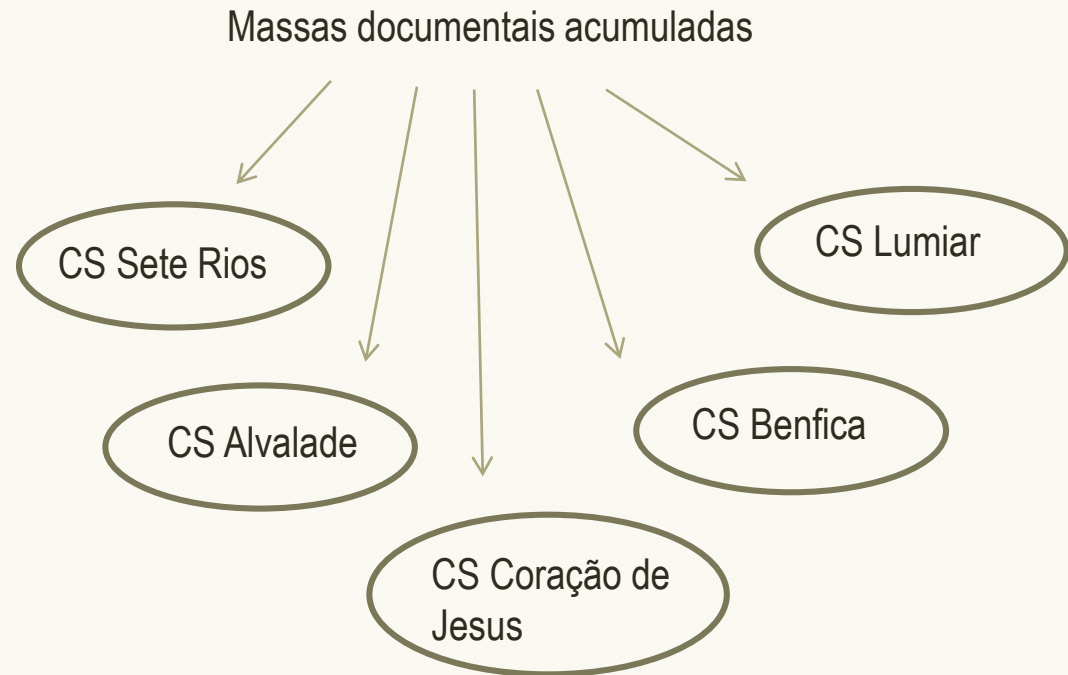 Massas documentais acumuladas
CS Sete Rios
CS Lumiar
CS Alvalade
CS Benfica
CS Coração de
Jesus